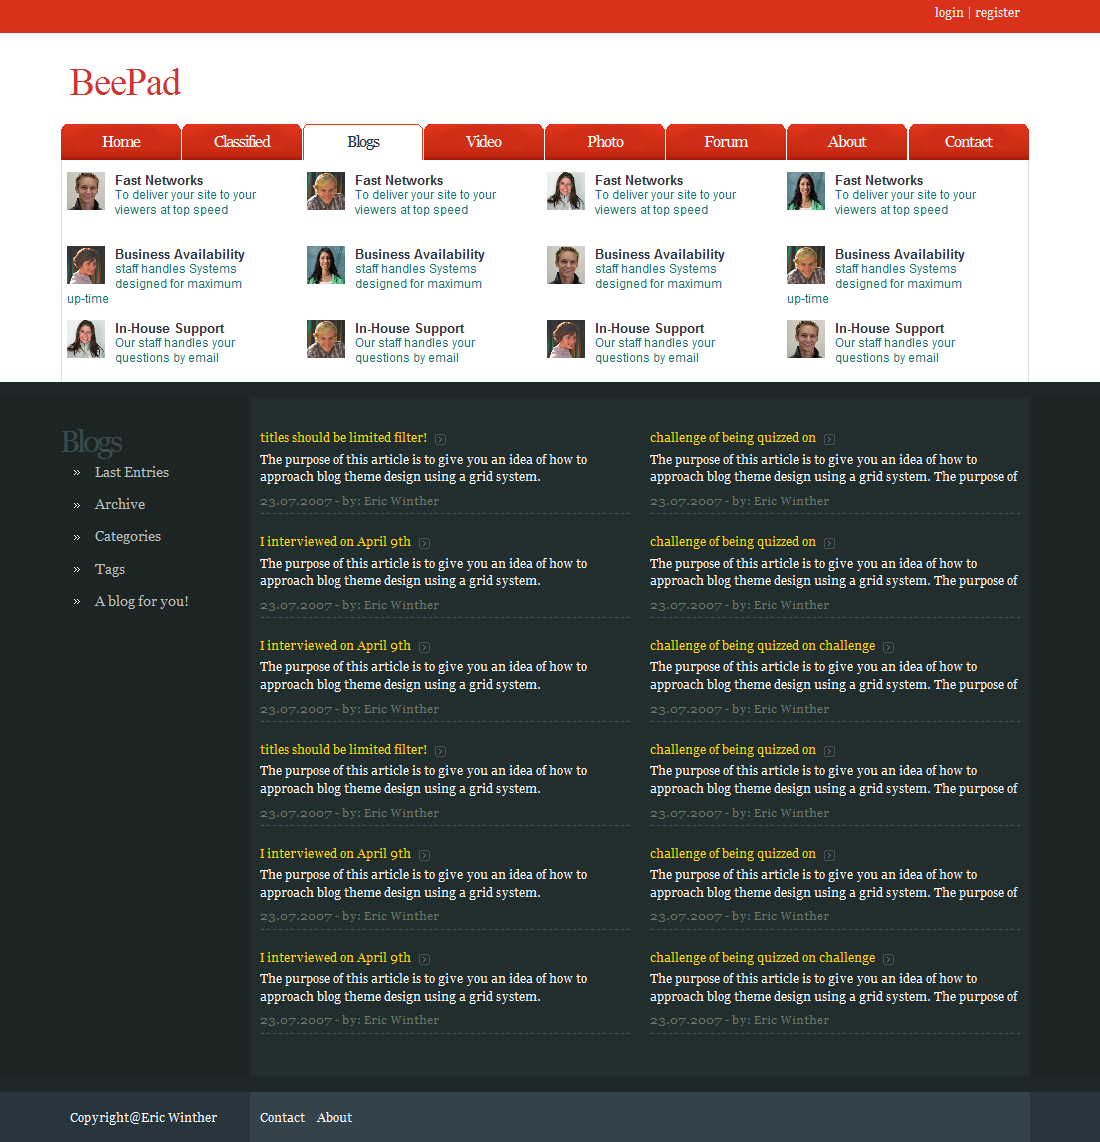 login | register
BeePad
Home Classified Blogs Video Photo Forum About Contact
Fast Networks
To deliver your site to your
viewers at top speed
Fast Networks
To deliver your site to your
viewers at top speed
Fast Networks
To deliver your site to your
viewers at top speed
Fast Networks
To deliver your site to your
viewers at top speed
Business Availability
staff handles Systems
designed for maximum
up-time
Business Availability
staff handles Systems
designed for maximum
Business Availability
staff handles Systems
designed for maximum
Business Availability
staff handles Systems
designed for maximum
up-time
In-House Support
Our staff handles your
questions by email
In-House Support
Our staff handles your
questions by email
In-House Support
Our staff handles your
questions by email
In-House Support
Our staff handles your
questions by email
Blogs
» Last Entries
» Archive
» Categories
» Tags
» A blog for you!
titles should be limited filter!
The purpose of this article is to give you an idea of how to
approach blog theme design using a grid system.
23.07.2007 - by: Eric Winther
I interviewed on April 9th
The purpose of this article is to give you an idea of how to
approach blog theme design using a grid system.
23.07.2007 - by: Eric Winther
I interviewed on April 9th
The purpose of this article is to give you an idea of how to
approach blog theme design using a grid system.
23.07.2007 - by: Eric Winther
titles should be limited filter!
The purpose of this article is to give you an idea of how to
approach blog theme design using a grid system.
23.07.2007 - by: Eric Winther
I interviewed on April 9th
The purpose of this article is to give you an idea of how to
approach blog theme design using a grid system.
23.07.2007 - by: Eric Winther
I interviewed on April 9th
The purpose of this article is to give you an idea of how to
approach blog theme design using a grid system.
23.07.2007 - by: Eric Winther
challenge of being quizzed on
The purpose of this article is to give you an idea of how to
approach blog theme design using a grid system. The purpose of
23.07.2007 - by: Eric Winther
challenge of being quizzed on
The purpose of this article is to give you an idea of how to
approach blog theme design using a grid system. The purpose of
23.07.2007 - by: Eric Winther
challenge of being quizzed on challenge
The purpose of this article is to give you an idea of how to
approach blog theme design using a grid system. The purpose of
23.07.2007 - by: Eric Winther
challenge of being quizzed on
The purpose of this article is to give you an idea of how to
approach blog theme design using a grid system. The purpose of
23.07.2007 - by: Eric Winther
challenge of being quizzed on
The purpose of this article is to give you an idea of how to
approach blog theme design using a grid system. The purpose of
23.07.2007 - by: Eric Winther
challenge of being quizzed on challenge
The purpose of this article is to give you an idea of how to
approach blog theme design using a grid system. The purpose of
23.07.2007 - by: Eric Winther
Copyright@Eric Winther
Contact About